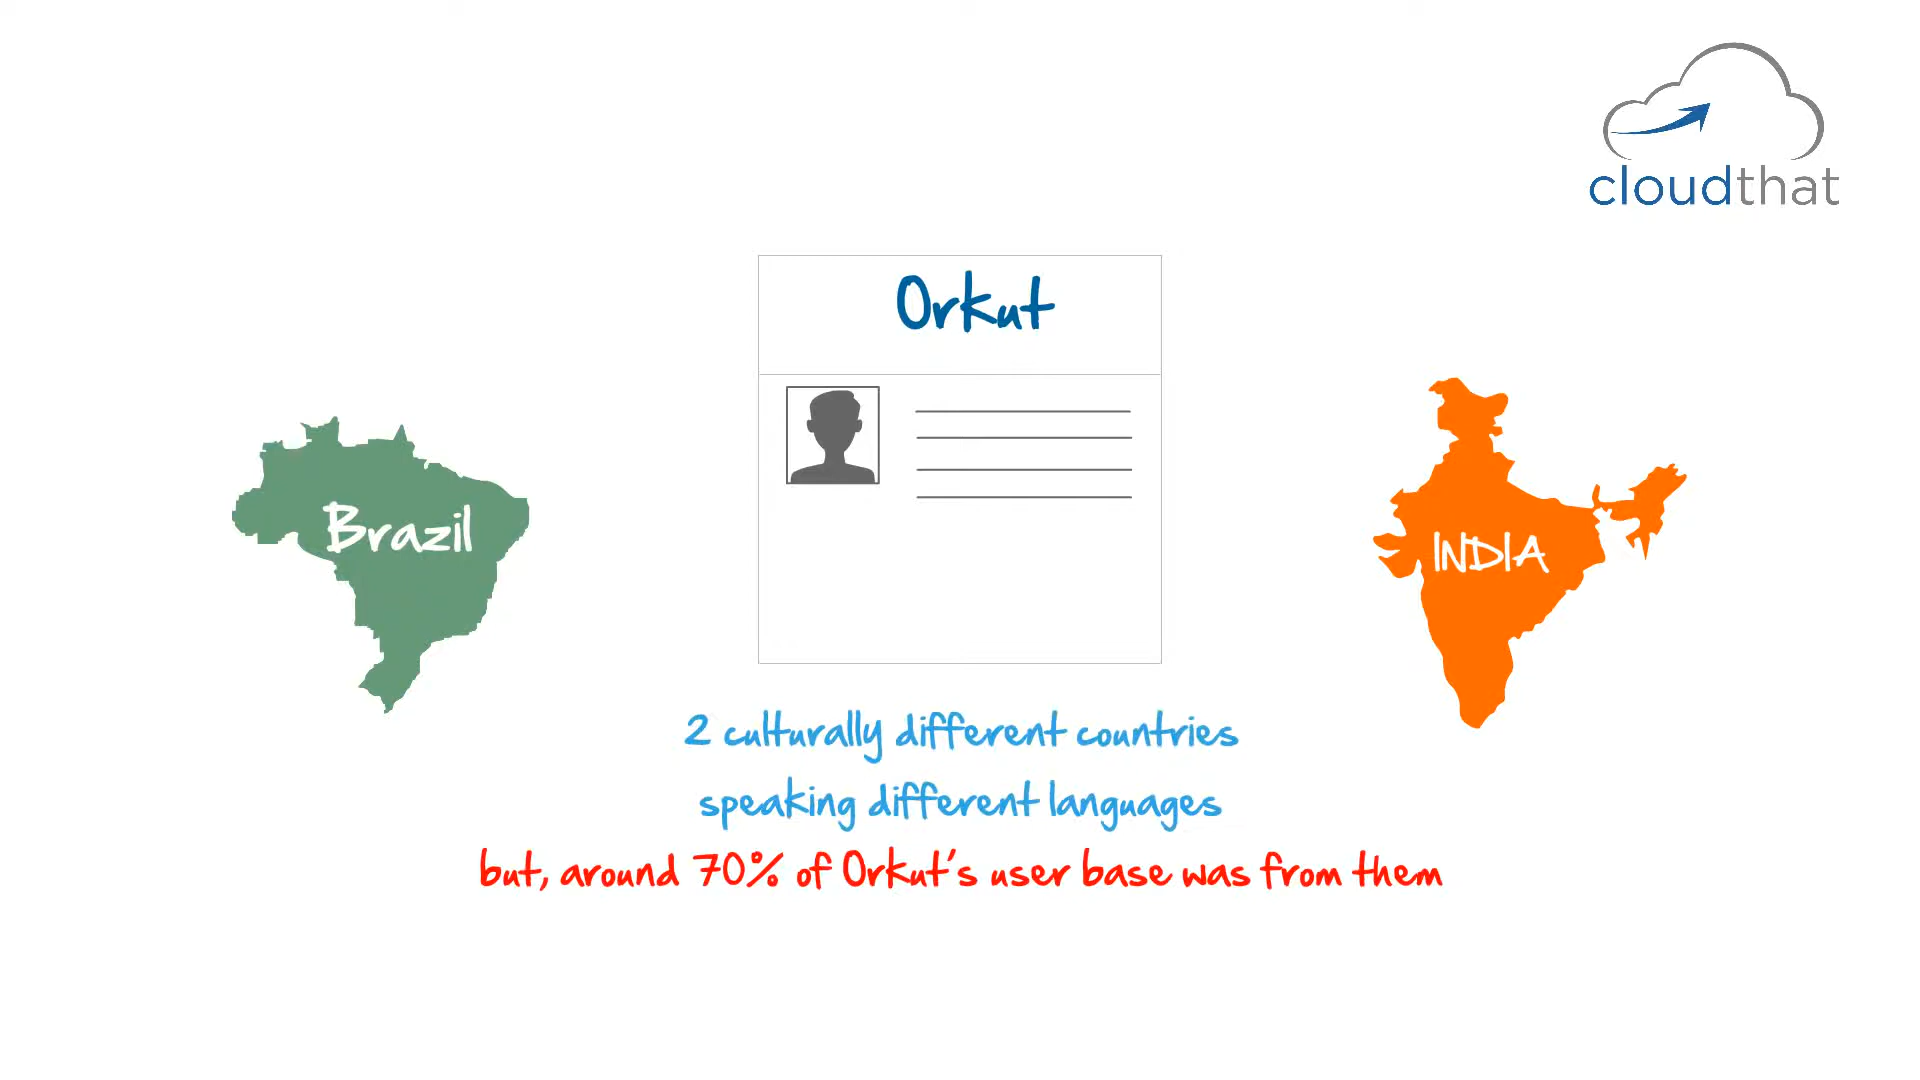 cloudthat
Orkut
Brazil
INDIA
2 culturally different countries
speaking different languages
but, around 70% of Orkut's user base was from them